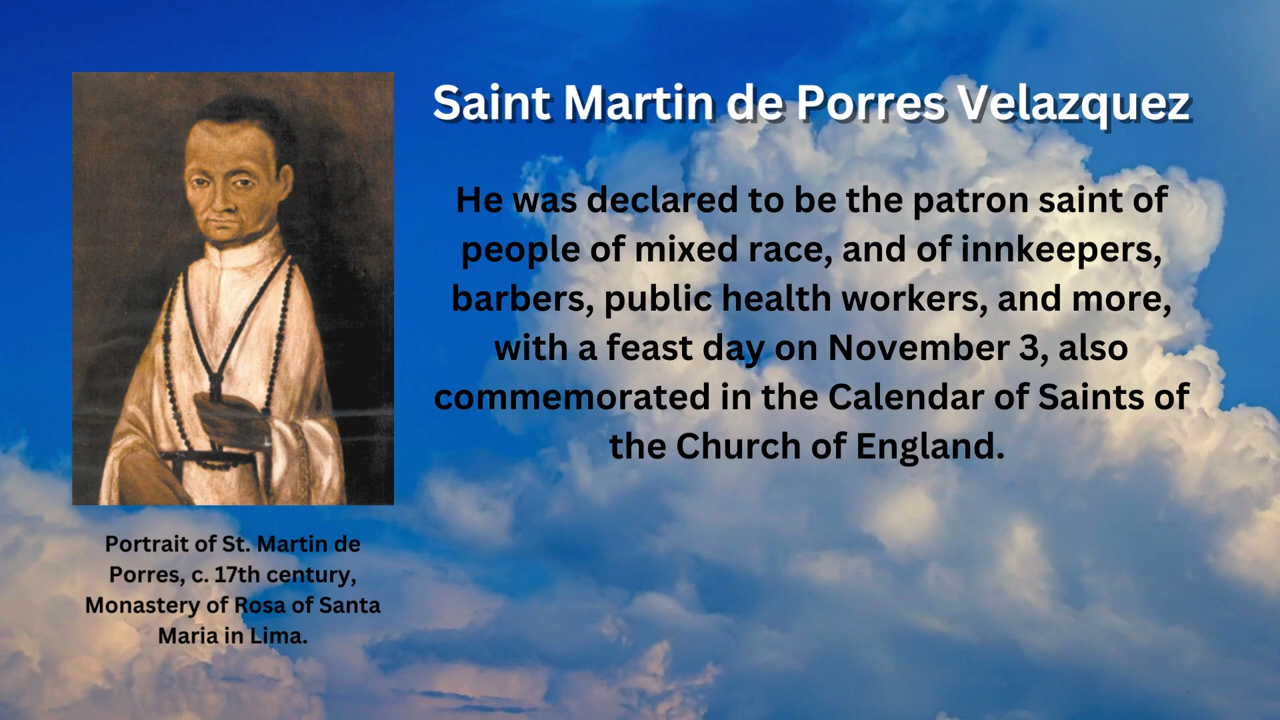 Saint Martin de Porres Velazquez
He was declared to be the patron saint of
people of mixed race, and of innkeepers,
barbers, public health workers, and more,
with a feast day on November 3, also
commemorated in the Calendar of Saints of
the Church of England.
Portrait of St. Martin de
Porres, c. 17th century,
Monastery of Rosa of Santa
Maria in Lima.